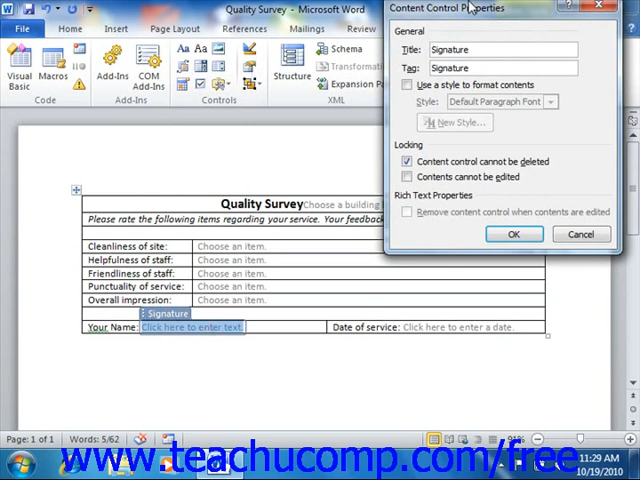 Quality Survey - Microsoft Word
Content Control Properties
File
Home
Insert
Page Layout
References
Mailings
Visual Basic
Macros
Code
Add-Ins
COM Add-Ins
Add-Ins
Aa Aa
Controls
Structure
Schema
Transformation
Expansion Packs
XML
General
Title: Signature
Tag: Signature
Use a style to format contents
Style: Default Paragraph Font
New Style...
Locking
Content control cannot be deleted
Contents cannot be edited
Rich Text Properties
Remove content control when contents are edited
OK
Cancel
Quality Survey Choose a building
Please rate the following items regarding your service. Your feedback
Cleanliness of site: Choose an item.
Helpfulness of staff: Choose an item.
Friendliness of staff: Choose an item.
Punctuality of service: Choose an item.
Overall impression: Choose an item.
Signature
Your Name: Click here to enter text.
Date of service: Click here to enter a date.
Page: 1 of 1
Words: 5/62
91%
www.teachucomp.com/free
11:29 AM
10/19/2010